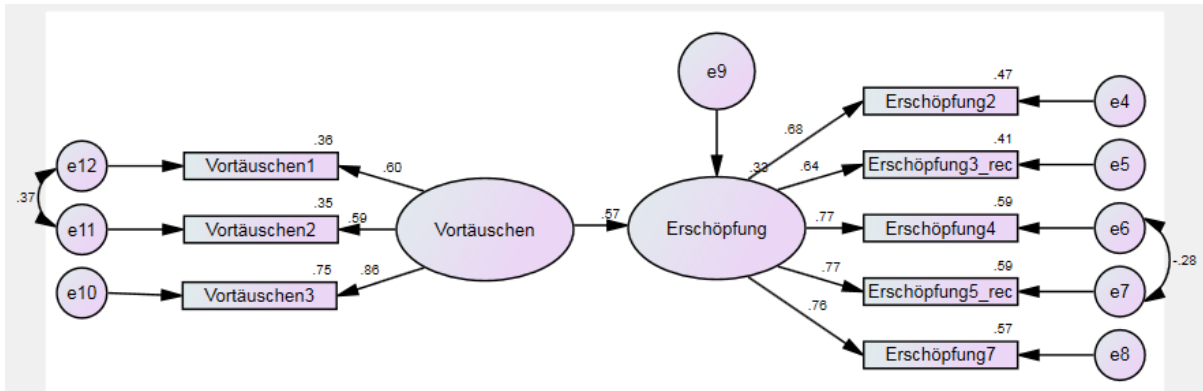 e9
.47
Erschöpfung2
e4
.68
.36
e12
Vortäuschen1
.60
.41
.33
.64
Erschöpfung3_rec
e5
.37
.35
e11
Vortäuschen2
.59
Vortäuschen
.57
Erschöpfung
.77
.59
Erschöpfung4
e6
-.28
.75
.86
e10
Vortäuschen3
.77
.59
Erschöpfung5_rec
e7
.76
.57
Erschöpfung7
e8